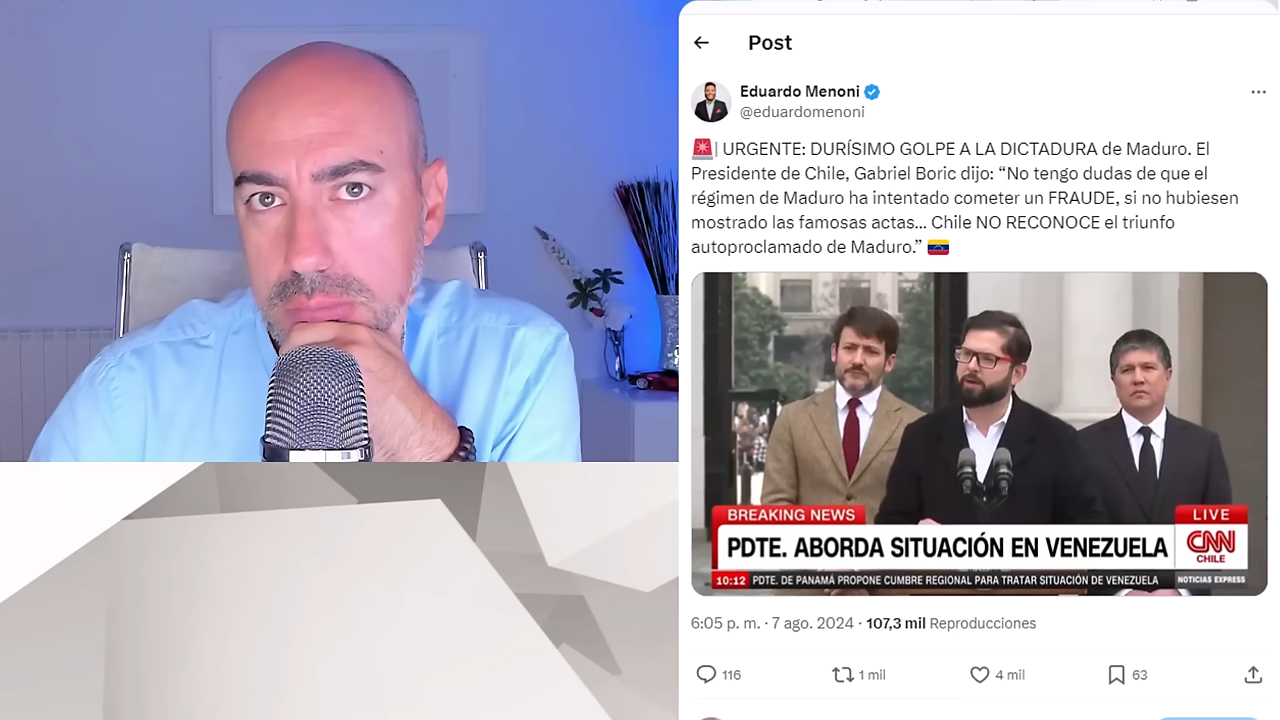 Post
Eduardo Menoni
@eduardomenoni
🚨| URGENTE: DURÍSIMO GOLPE A LA DICTADURA de Maduro. El
Presidente de Chile, Gabriel Boric dijo: “No tengo dudas de que el
régimen de Maduro ha intentado cometer un FRAUDE, si no hubiesen
mostrado las famosas actas... Chile NO RECONOCE el triunfo
autoproclamado de Maduro.” 🇻🇪
BREAKING NEWS
LIVE
PDTE. ABORDA SITUACIÓN EN VENEZUELA
CNN
CHILE
10:12 PDTE. DE PANAMÁ PROPONE CUMBRE REGIONAL PARA TRATAR SITUACIÓN DE VENEZUELA
NOTICIAS EXPRESS
6:05 p. m. · 7 ago. 2024 · 107,3 mil Reproducciones
116
1 mil
4 mil
63